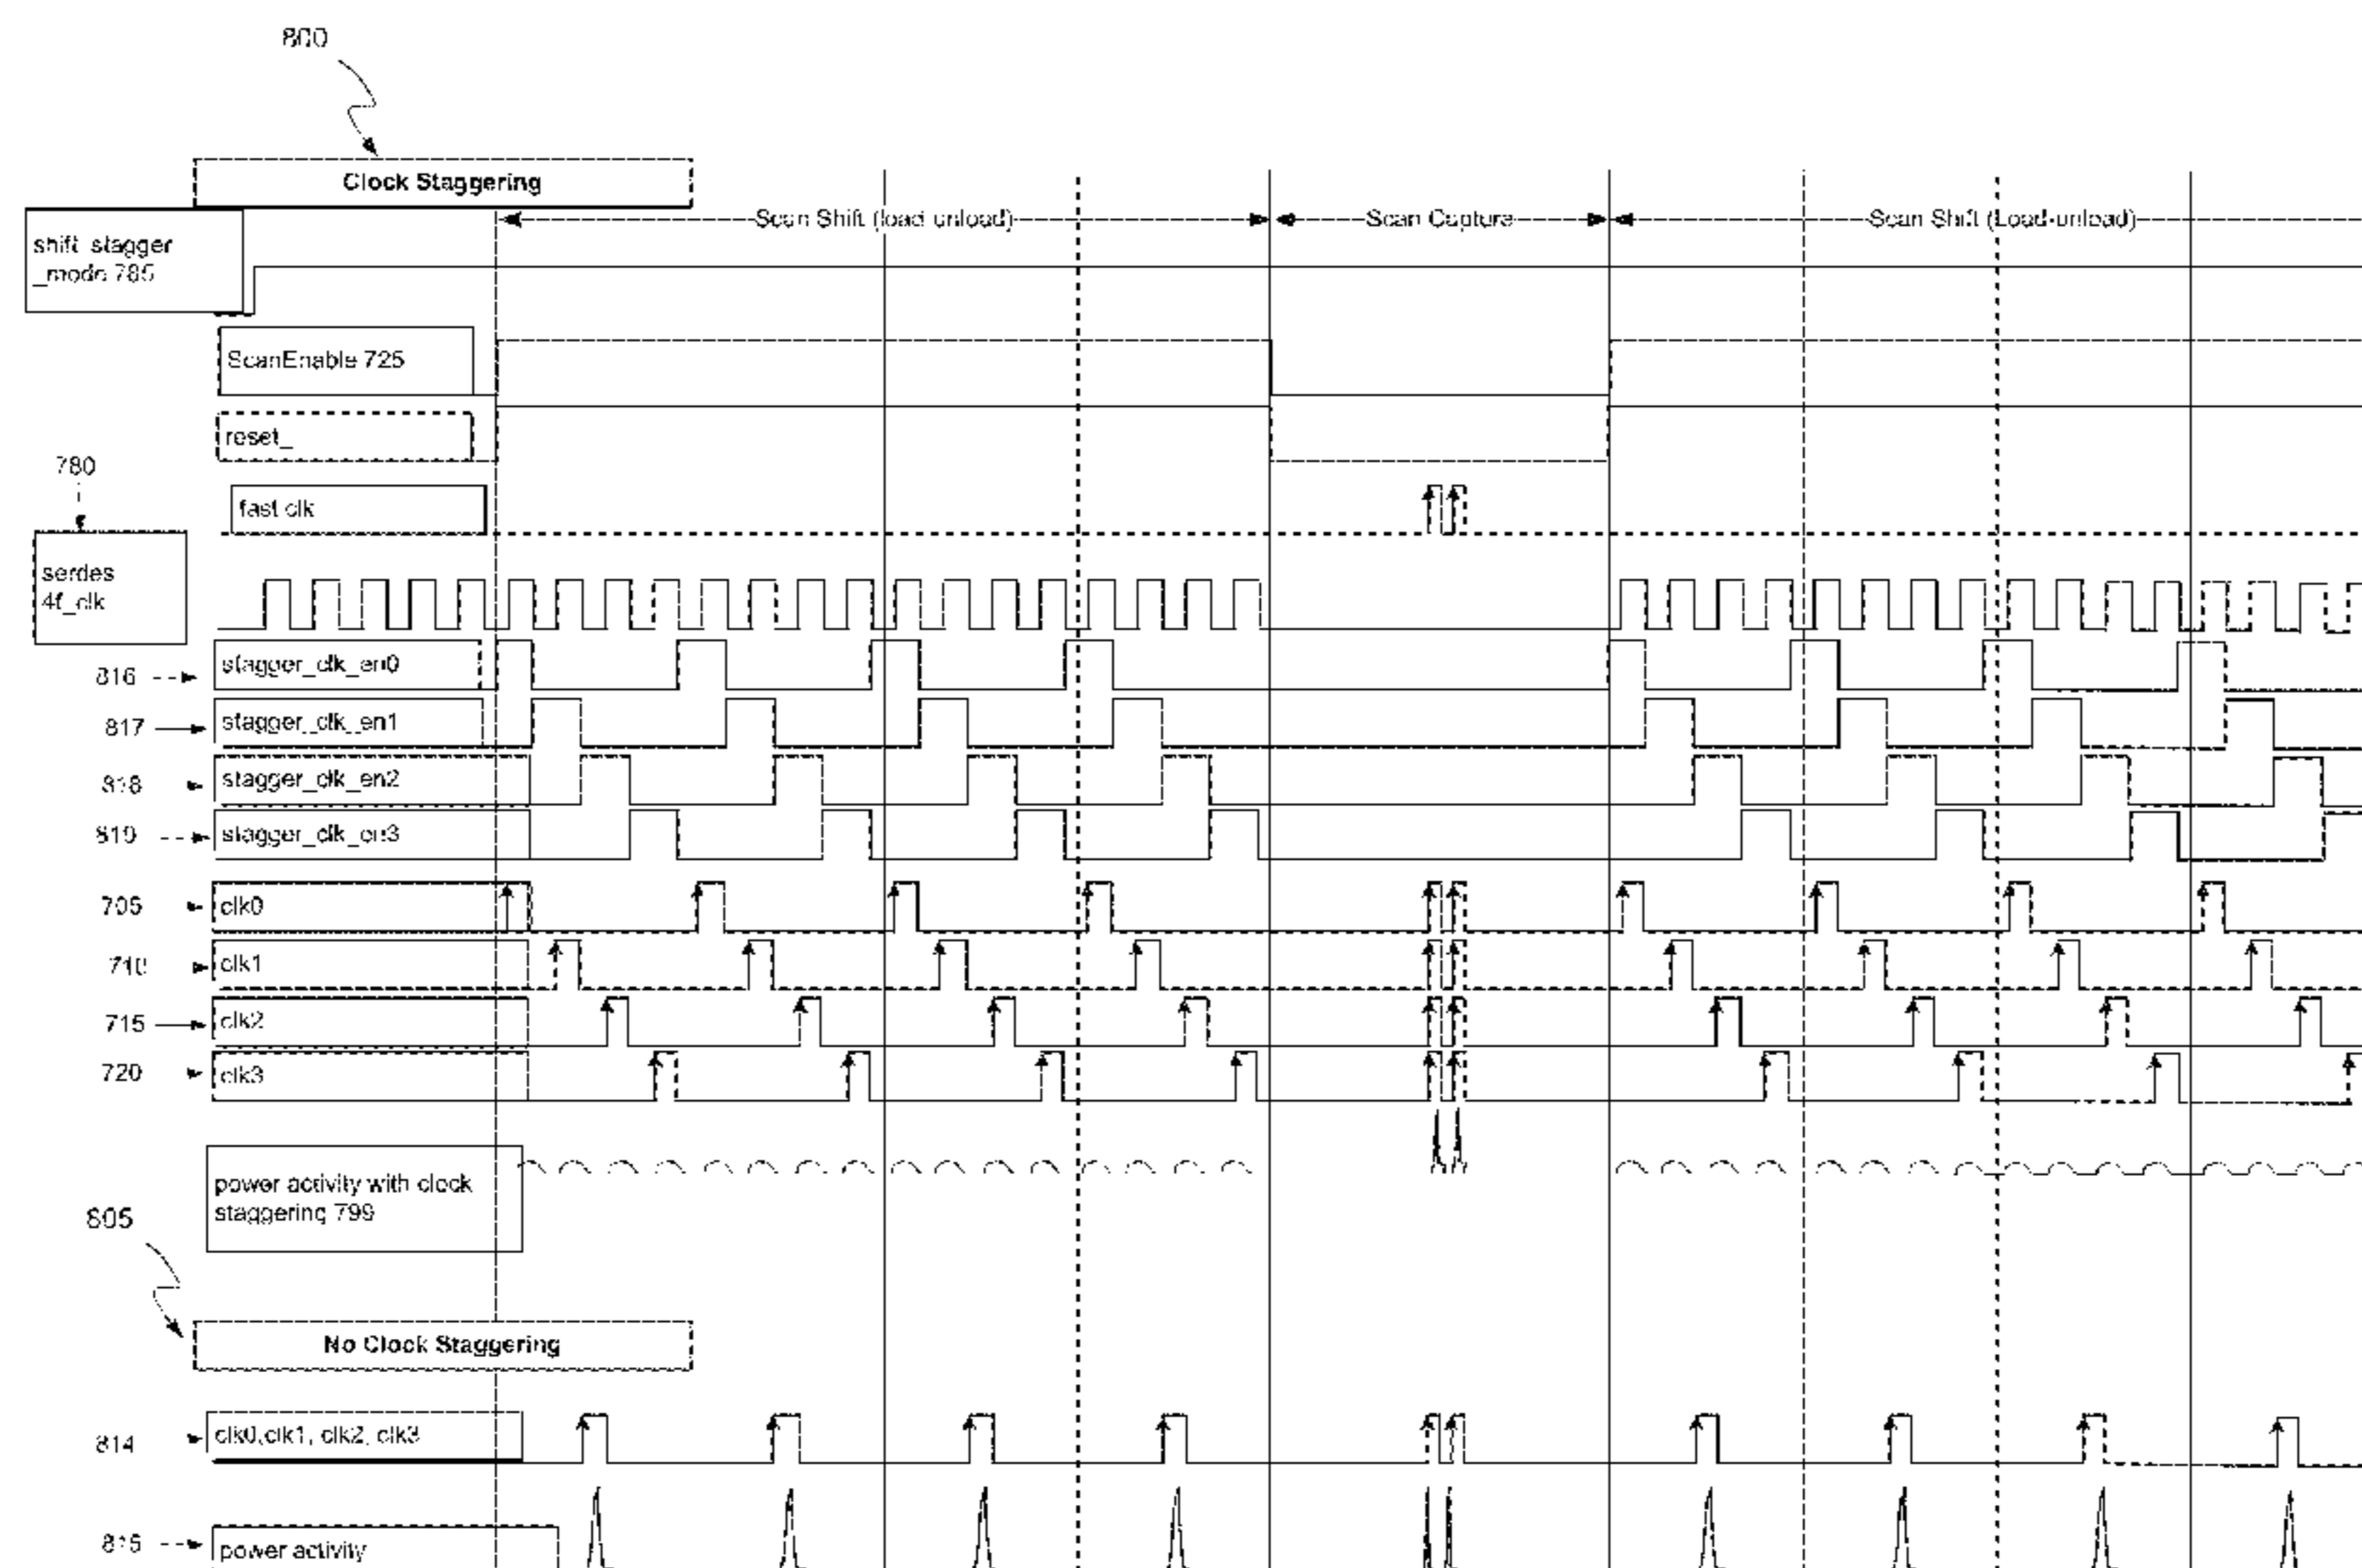 800
Clock Staggering
Scan Shift (load unload)
Scan Capture
Scan Shift (Load-unload)
shift_stagger
_mode 785
ScanEnable 725
reset_
780
fast clk
serdes
4f_clk
816
stagger_clk_en0
817
stagger_clk_en1
818
stagger_clk_en2
819
stagger_clk_en3
705
clk0
710
clk1
715
clk2
720
clk3
power activity with clock
staggering 799
805
No Clock Staggering
814
clk0,clk1, clk2, clk3
815
power activity